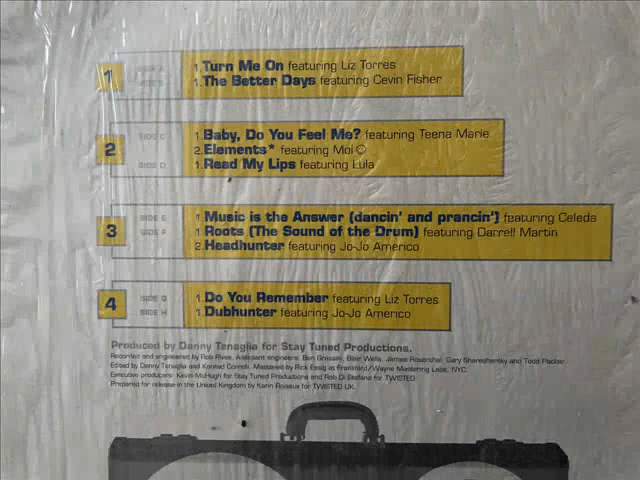 1
SIDE A
1.Turn Me On featuring Liz Torres
1.The Better Days featuring Cevin Fisher
2
SIDE C
1.Baby, Do You Feel Me? featuring Teena Marie
2.Elements* featuring Moi☺
SIDE D
1.Read My Lips featuring Lula
3
SIDE E
1.Music is the Answer (dancin' and prancin') featuring Celeda
SIDE F
1.Roots (The Sound of the Drum) featuring Darrell Martin
2.Headhunter featuring Jo-Jo Americo
4
SIDE G
1.Do You Remember featuring Liz Torres
SIDE H
1.Dubhunter featuring Jo-Jo Americo
Produced by Danny Tenaglia for Stay Tuned Productions.
Recorded and engineered by Rob Rives. Assistant engineers: Ben Grossi, Blair Wells, James Rosenthal, Gary Shereshevsky and Todd Packer.
Edited by Danny Tenaglia and Konrad Carelli. Mastered by Rick Essig at Frankford/Wayne Mastering Labs, NYC.
Executive producers: Kevin McHugh for Stay Tuned Productions and Rob Di Stefano for TWISTED.
Prepared for release in the United Kingdom by Karin Rosieux for TWISTED UK.